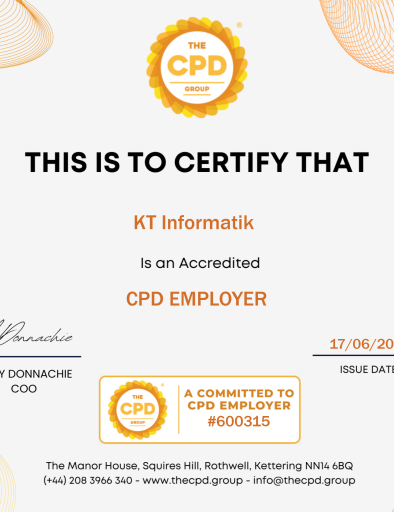 THE
CPD
GROUP
®
THIS IS TO CERTIFY THAT
KT Informatik
Is an Accredited
CPD EMPLOYER
Donnachie
DONNACHIE
COO
17/06/20
ISSUE DATE
THE
CPD
GROUP
A COMMITTED TO
CPD EMPLOYER
#600315
The Manor House, Squires Hill, Rothwell, Kettering NN14 6BQ
(+44) 208 3966 340 - www.thecpd.group - info@thecpd.group